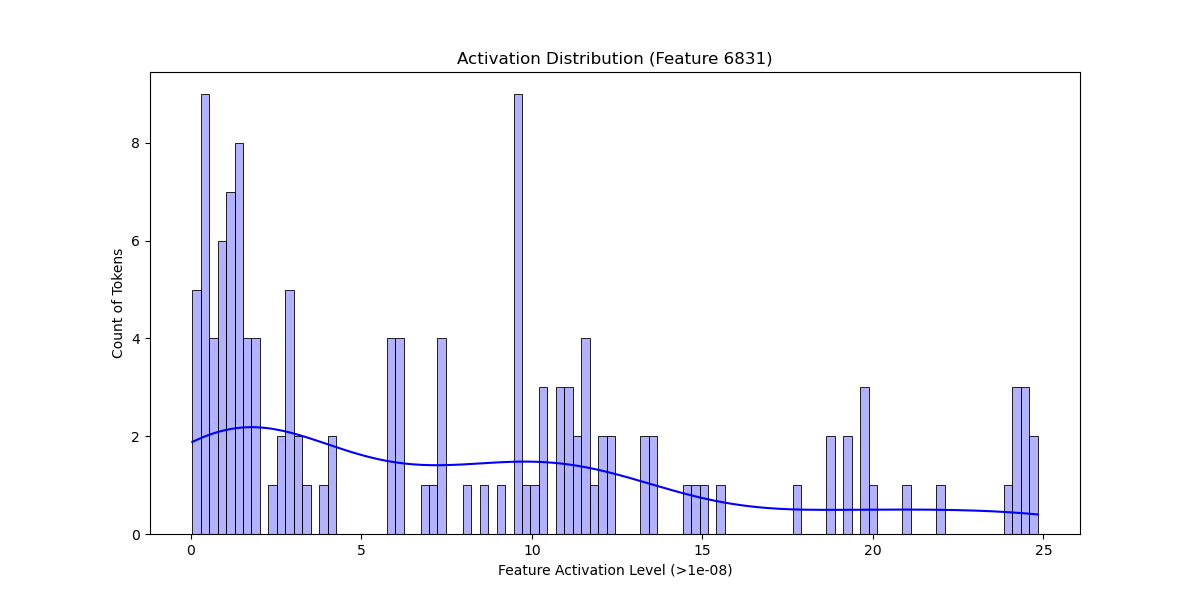 Activation Distribution (Feature 6831)
Count of Tokens
8
6
4
2
0
0 5 10 15 20 25
Feature Activation Level (>1e-08)